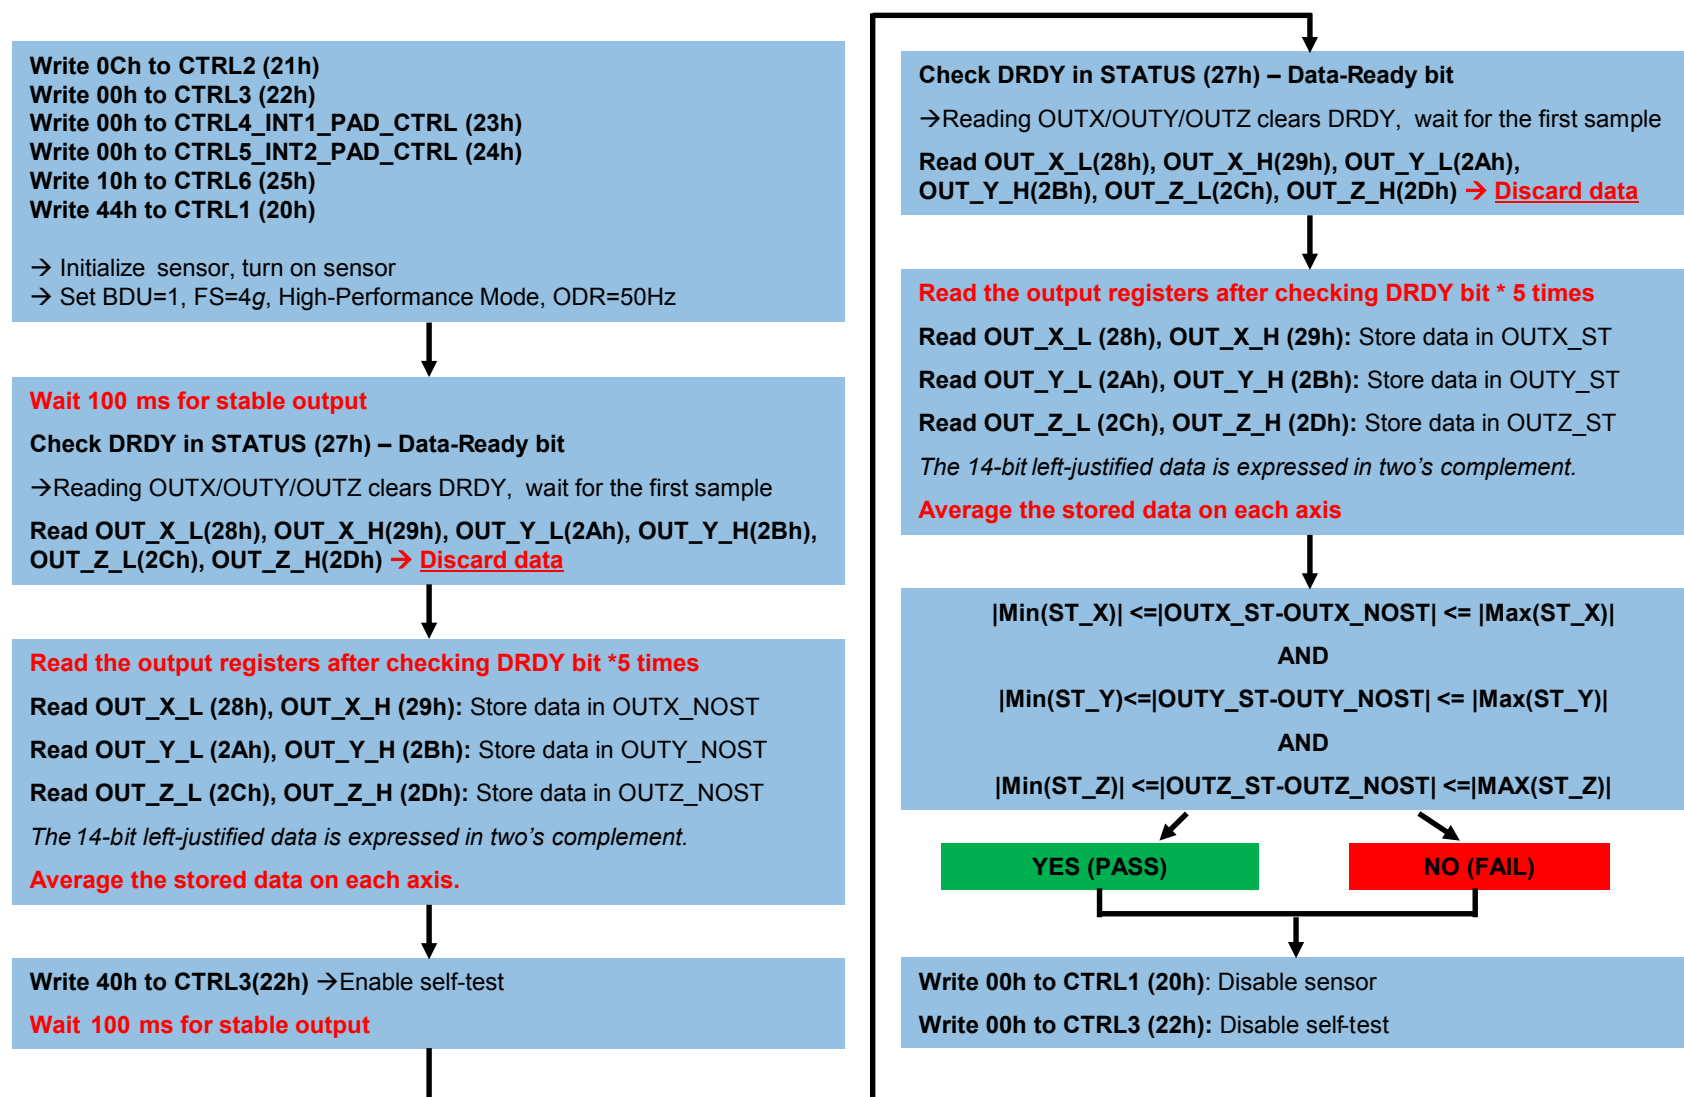 Write 0Ch to CTRL2 (21h)
Write 00h to CTRL3 (22h)
Write 00h to CTRL4_INT1_PAD_CTRL (23h)
Write 00h to CTRL5_INT2_PAD_CTRL (24h)
Write 10h to CTRL6 (25h)
Write 44h to CTRL1 (20h)
→ Initialize sensor, turn on sensor
→ Set BDU=1, FS=4g, High-Performance Mode, ODR=50Hz
Wait 100 ms for stable output
Check DRDY in STATUS (27h) – Data-Ready bit
→Reading OUTX/OUTY/OUTZ clears DRDY, wait for the first sample
Read OUT_X_L(28h), OUT_X_H(29h), OUT_Y_L(2Ah), OUT_Y_H(2Bh),
OUT_Z_L(2Ch), OUT_Z_H(2Dh) → Discard data
Read the output registers after checking DRDY bit *5 times
Read OUT_X_L (28h), OUT_X_H (29h): Store data in OUTX_NOST
Read OUT_Y_L (2Ah), OUT_Y_H (2Bh): Store data in OUTY_NOST
Read OUT_Z_L (2Ch), OUT_Z_H (2Dh): Store data in OUTZ_NOST
The 14-bit left-justified data is expressed in two’s complement.
Average the stored data on each axis.
Write 40h to CTRL3(22h) →Enable self-test
Wait 100 ms for stable output
Check DRDY in STATUS (27h) – Data-Ready bit
→Reading OUTX/OUTY/OUTZ clears DRDY, wait for the first sample
Read OUT_X_L(28h), OUT_X_H(29h), OUT_Y_L(2Ah),
OUT_Y_H(2Bh), OUT_Z_L(2Ch), OUT_Z_H(2Dh) → Discard data
Read the output registers after checking DRDY bit * 5 times
Read OUT_X_L (28h), OUT_X_H (29h): Store data in OUTX_ST
Read OUT_Y_L (2Ah), OUT_Y_H (2Bh): Store data in OUTY_ST
Read OUT_Z_L (2Ch), OUT_Z_H (2Dh): Store data in OUTZ_ST
The 14-bit left-justified data is expressed in two’s complement.
Average the stored data on each axis
|Min(ST_X)| <=|OUTX_ST-OUTX_NOST| <= |Max(ST_X)|
AND
|Min(ST_Y)<=|OUTY_ST-OUTY_NOST| <= |Max(ST_Y)|
AND
|Min(ST_Z)| <=|OUTZ_ST-OUTZ_NOST| <=|MAX(ST_Z)|
YES (PASS)
NO (FAIL)
Write 00h to CTRL1 (20h): Disable sensor
Write 00h to CTRL3 (22h): Disable self-test